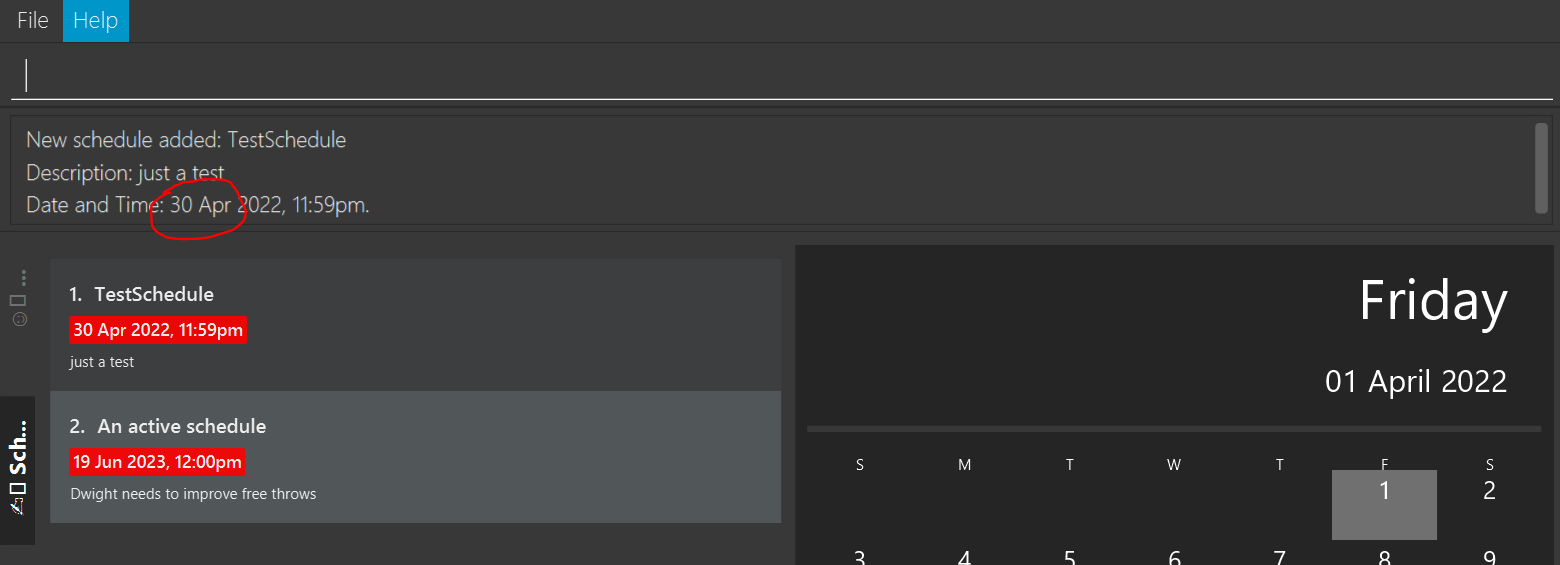 File Help
New schedule added: TestSchedule
Description: just a test
Date and Time: 30 Apr 2022, 11:59pm.
Sch...
1. TestSchedule
30 Apr 2022, 11:59pm
just a test
2. An active schedule
19 Jun 2023, 12:00pm
Dwight needs to improve free throws
Friday
01 April 2022
S M T W T F S
1 2
3 4 5 6 7 8 9